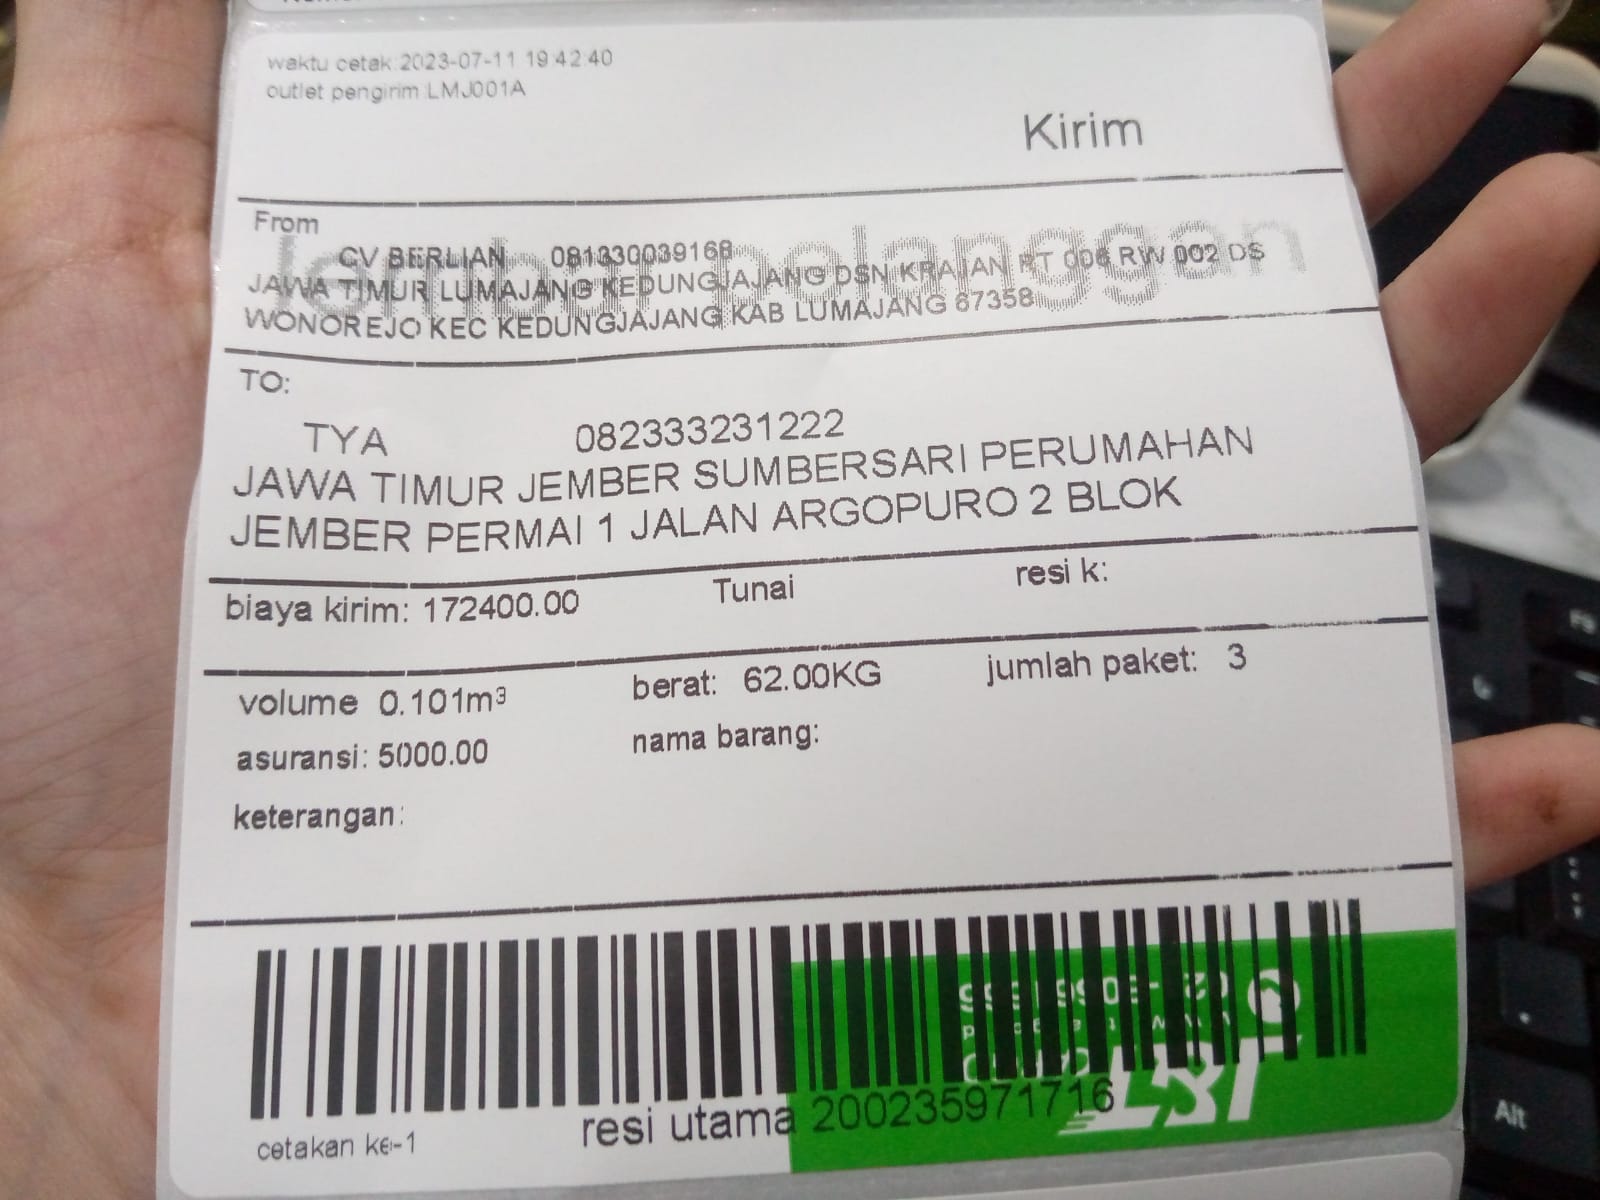 waktu cetak:2023-07-11 19:42:40
outlet pengirim:LMJ001A
Kirim
From
lembar pelanggan
CV BERLIAN 081330039168
JAWA TIMUR LUMAJANG KEDUNGJAJANG DSN KRAJAN RT 006 RW 002 DS
WONOREJO KEC KEDUNGJAJANG KAB LUMAJANG 67358
TO:
TYA 082333231222
JAWA TIMUR JEMBER SUMBERSARI PERUMAHAN
JEMBER PERMAI 1 JALAN ARGOPURO 2 BLOK
biaya kirim: 172400.00 Tunai resi k:
volume 0.101m³ berat: 62.00KG jumlah paket: 3
asuransi: 5000.00 nama barang:
keterangan:
resi utama 200235971716
cetakan ke-1
Alt